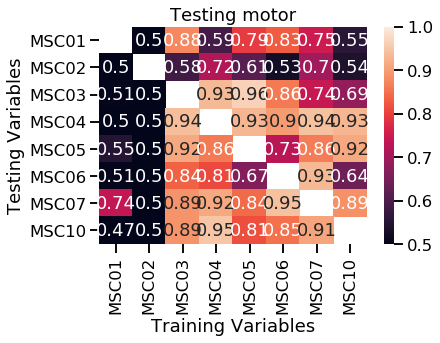 Testing motor
MSC01 0.5 0.88 0.59 0.79 0.83 0.75 0.55
MSC02 0.5 0.58 0.72 0.61 0.53 0.7 0.54
MSC03 0.51 0.5 0.93 0.96 0.86 0.74 0.69
MSC04 0.5 0.5 0.94 0.93 0.9 0.94 0.93
MSC05 0.55 0.5 0.92 0.86 0.73 0.86 0.92
MSC06 0.51 0.5 0.84 0.81 0.67 0.93 0.64
MSC07 0.74 0.5 0.89 0.92 0.84 0.95 0.89
MSC10 0.47 0.5 0.89 0.95 0.81 0.85 0.91
MSC01 MSC02 MSC03 MSC04 MSC05 MSC06 MSC07 MSC10
Training Variables
Testing Variables
1.0
0.9
0.8
0.7
0.6
0.5